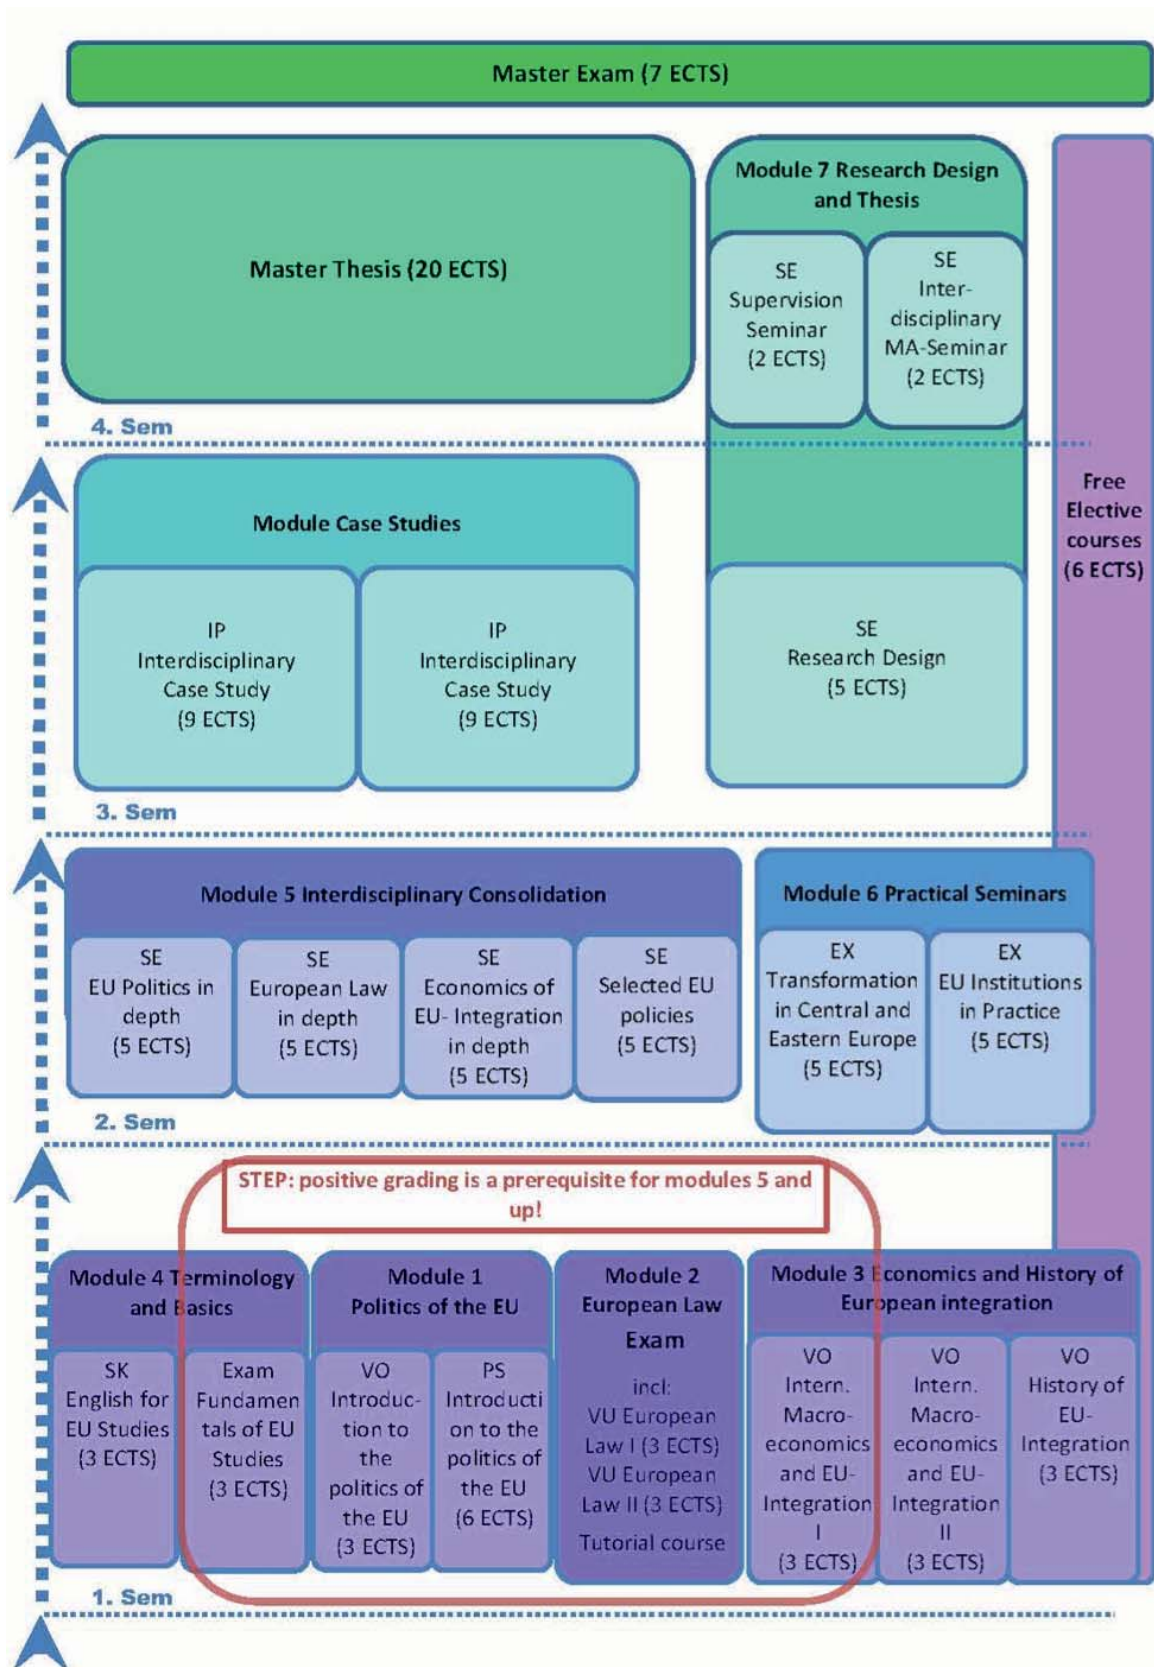 Master Exam (7 ECTS)
Master Thesis (20 ECTS)
Module 7 Research Design
and Thesis
SE
Supervision
Seminar
(2 ECTS)
SE
Inter-
disciplinary
MA-Seminar
(2 ECTS)
4. Sem
Free
Elective
courses
(6 ECTS)
Module Case Studies
IP
Interdisciplinary
Case Study
(9 ECTS)
IP
Interdisciplinary
Case Study
(9 ECTS)
SE
Research Design
(5 ECTS)
3. Sem
Module 5 Interdisciplinary Consolidation
SE
EU Politics in
depth
(5 ECTS)
SE
European Law
in depth
(5 ECTS)
SE
Economics of
EU- Integration
in depth
(5 ECTS)
SE
Selected EU
policies
(5 ECTS)
Module 6 Practical Seminars
EX
Transformation
in Central and
Eastern Europe
(5 ECTS)
EX
EU Institutions
in Practice
(5 ECTS)
2. Sem
STEP: positive grading is a prerequisite for modules 5 and
up!
Module 4 Terminology
and Basics
SK
English for
EU Studies
(3 ECTS)
Exam
Fundamen
tals of EU
Studies
(3 ECTS)
Module 1
Politics of the EU
VO
Introduc-
tion to
the
politics of
the EU
(3 ECTS)
PS
Introducti
on to the
politics of
the EU
(6 ECTS)
Module 2
European Law
Exam
incl:
VU European
Law I (3 ECTS)
VU European
Law II (3 ECTS)
Tutorial course
Module 3 Economics and History of
European integration
VO
Intern.
Macro-
economics
and EU-
Integration
I
(3 ECTS)
VO
Intern.
Macro-
economics
and EU-
Integration
II
(3 ECTS)
VO
History of
EU-
Integration
(3 ECTS)
1. Sem